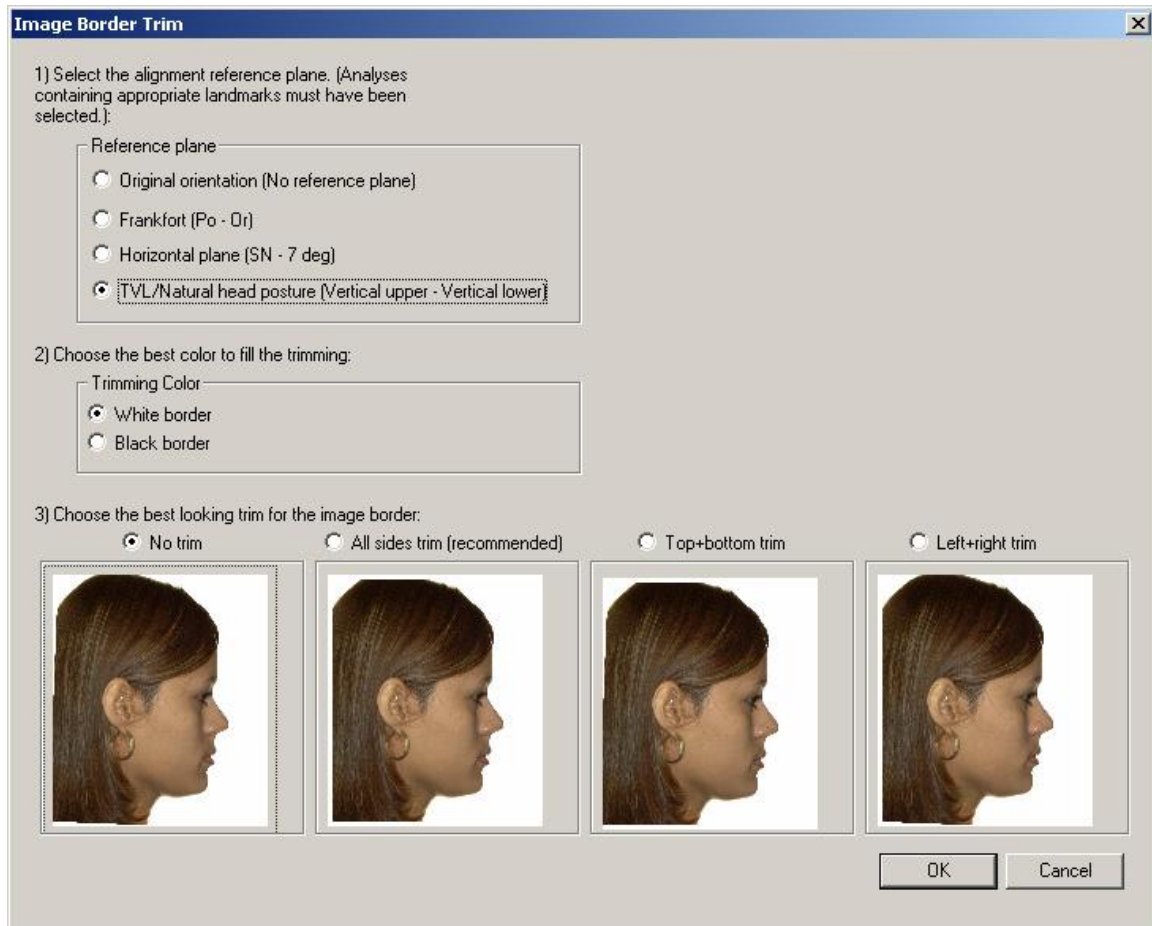 Image Border Trim
1) Select the alignment reference plane. (Analyses
containing appropriate landmarks must have been
selected.):
Reference plane
Original orientation (No reference plane)
Frankfort (Po - Or)
Horizontal plane (SN - 7 deg)
TVL/Natural head posture (Vertical upper - Vertical lower)
2) Choose the best color to fill the trimming:
Trimming Color
White border
Black border
3) Choose the best looking trim for the image border:
No trim All sides trim (recommended) Top+bottom trim Left+right trim
OK Cancel